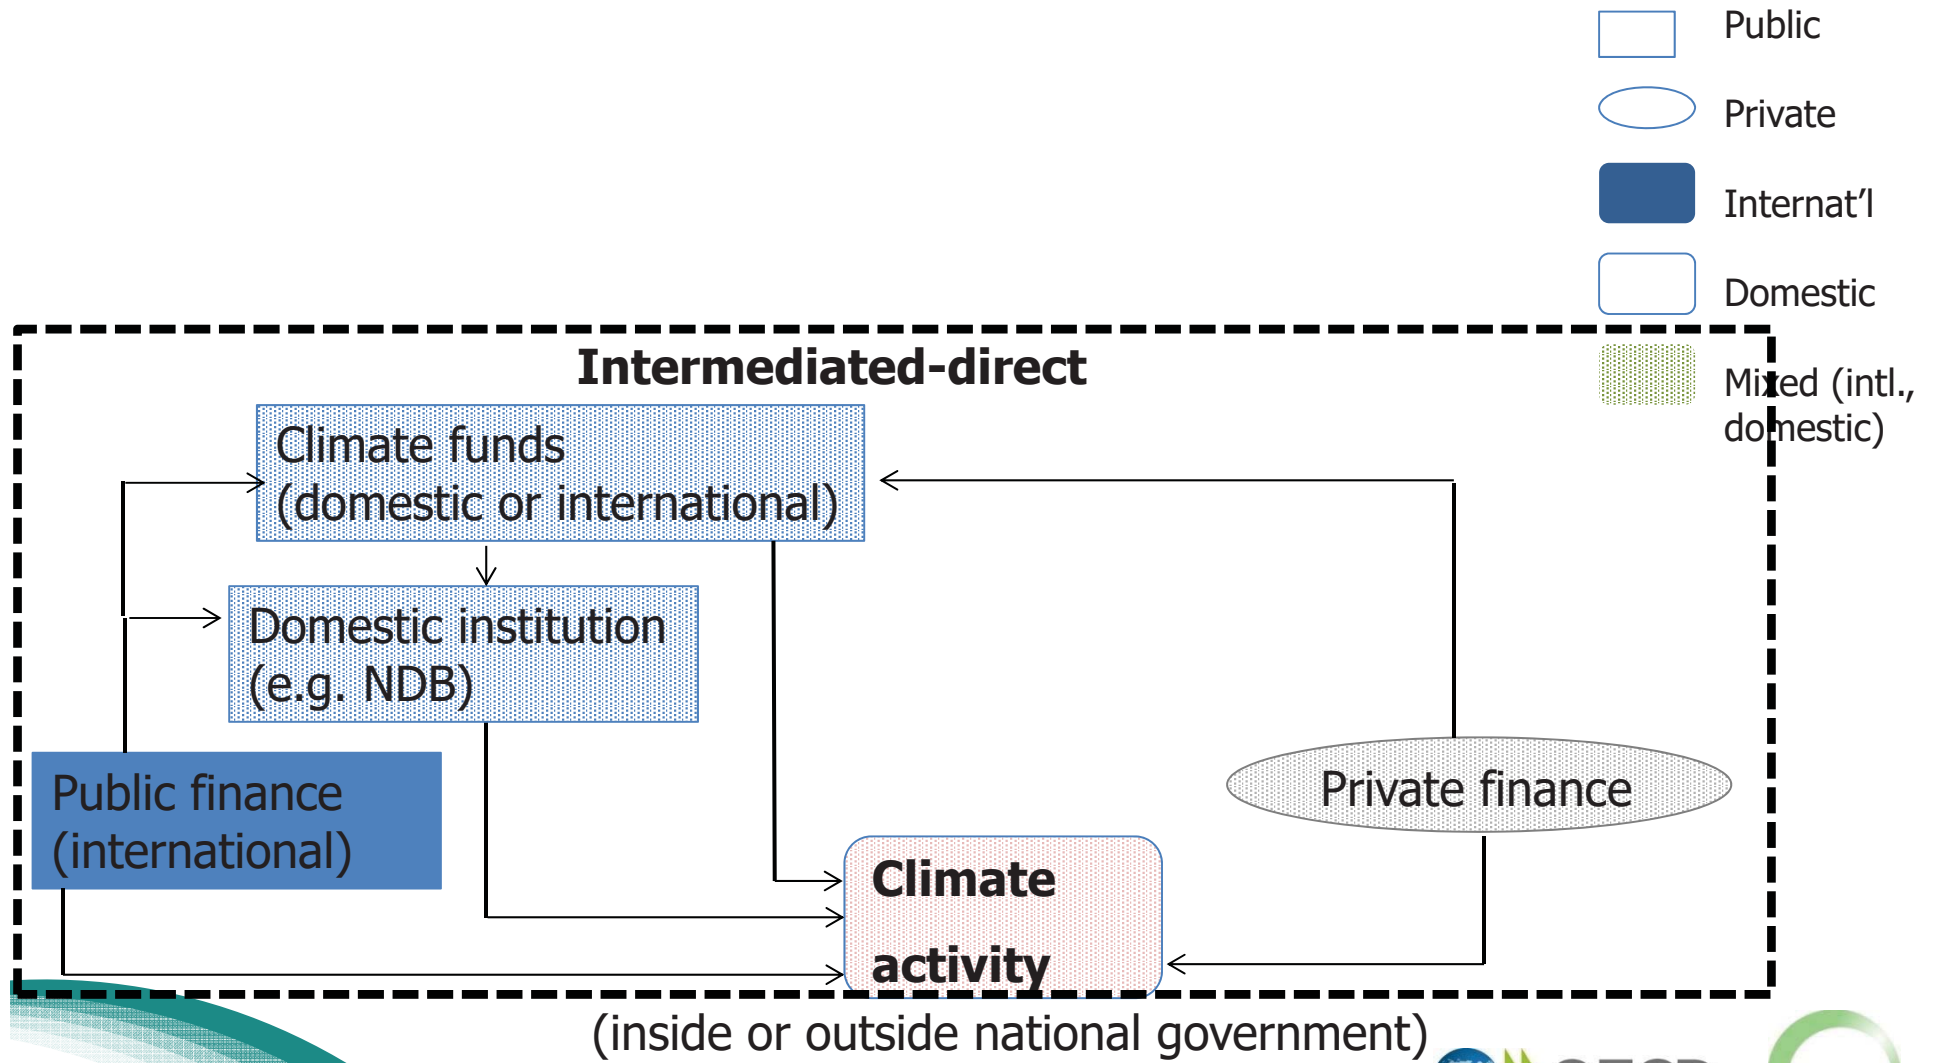 Public
Private
Internat’l
Domestic
Mixed (intl.,
domestic)
Intermediated-direct
Climate funds
(domestic or international)
Domestic institution
(e.g. NDB)
Public finance
(international)
Private finance
Climate
activity
(inside or outside national government)